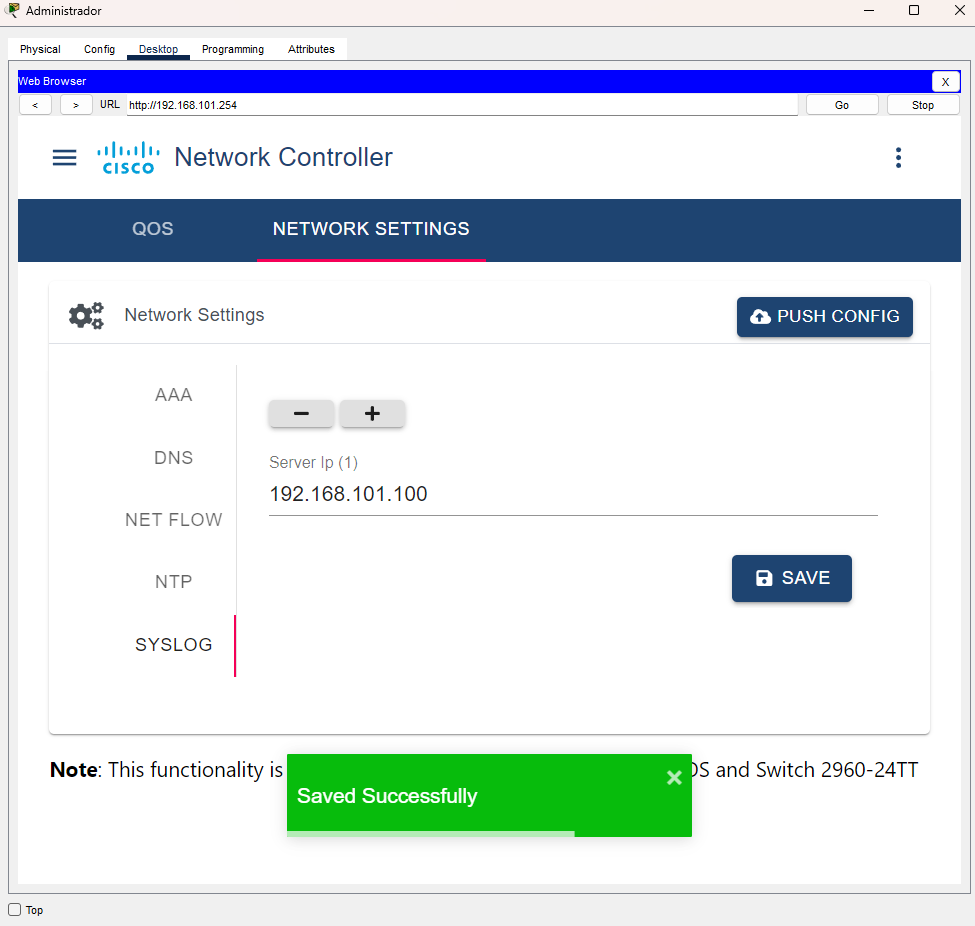 Administrador
Physical Config Desktop Programming Attributes
Web Browser X
< > URL http://192.168.101.254 Go Stop
CISCO Network Controller
QOS NETWORK SETTINGS
Network Settings PUSH CONFIG
AAA
DNS
NET FLOW
NTP
SYSLOG
Server Ip (1)
192.168.101.100
SAVE
Note: This functionality is OS and Switch 2960-24TT
Saved Successfully
Top